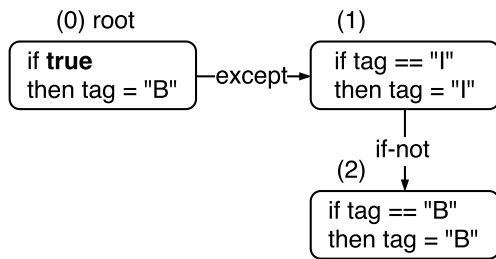 (0) root
if true
then tag = "B"
except
(1)
if tag == "I"
then tag = "I"
if-not
(2)
if tag == "B"
then tag = "B"